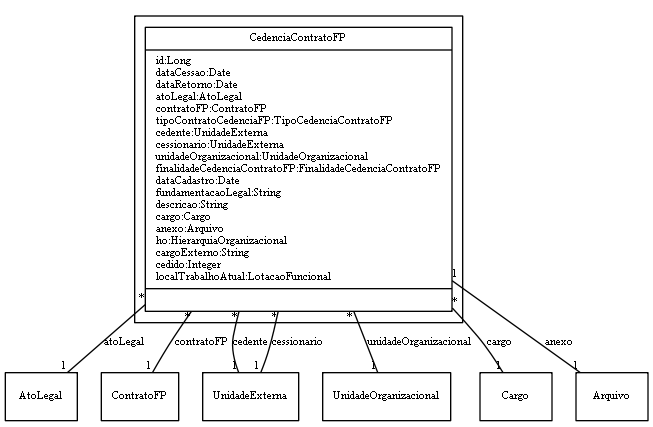 CedenciaContratoFP
id:Long
dataCessao:Date
dataRetorno:Date
atoLegal:AtoLegal
contratoFP:ContratoFP
tipoContratoCedenciaFP:TipoCedenciaContratoFP
cedente:UnidadeExterna
cessionario:UnidadeExterna
unidadeOrganizacional:UnidadeOrganizacional
finalidadeCedenciaContratoFP:FinalidadeCedenciaContratoFP
dataCadastro:Date
fundamentacaoLegal:String
descricao:String
cargo:Cargo
anexo:Arquivo
ho:HierarquiaOrganizacional
cargoExterno:String
cedido:Integer
localTrabalhoAtual:LotacaoFuncional
1
* *
* * * *
atoLegal contratoFP cedente cessionario unidadeOrganizacional cargo anexo
1 1 1 1 1 1 1
AtoLegal ContratoFP UnidadeExterna UnidadeOrganizacional Cargo Arquivo